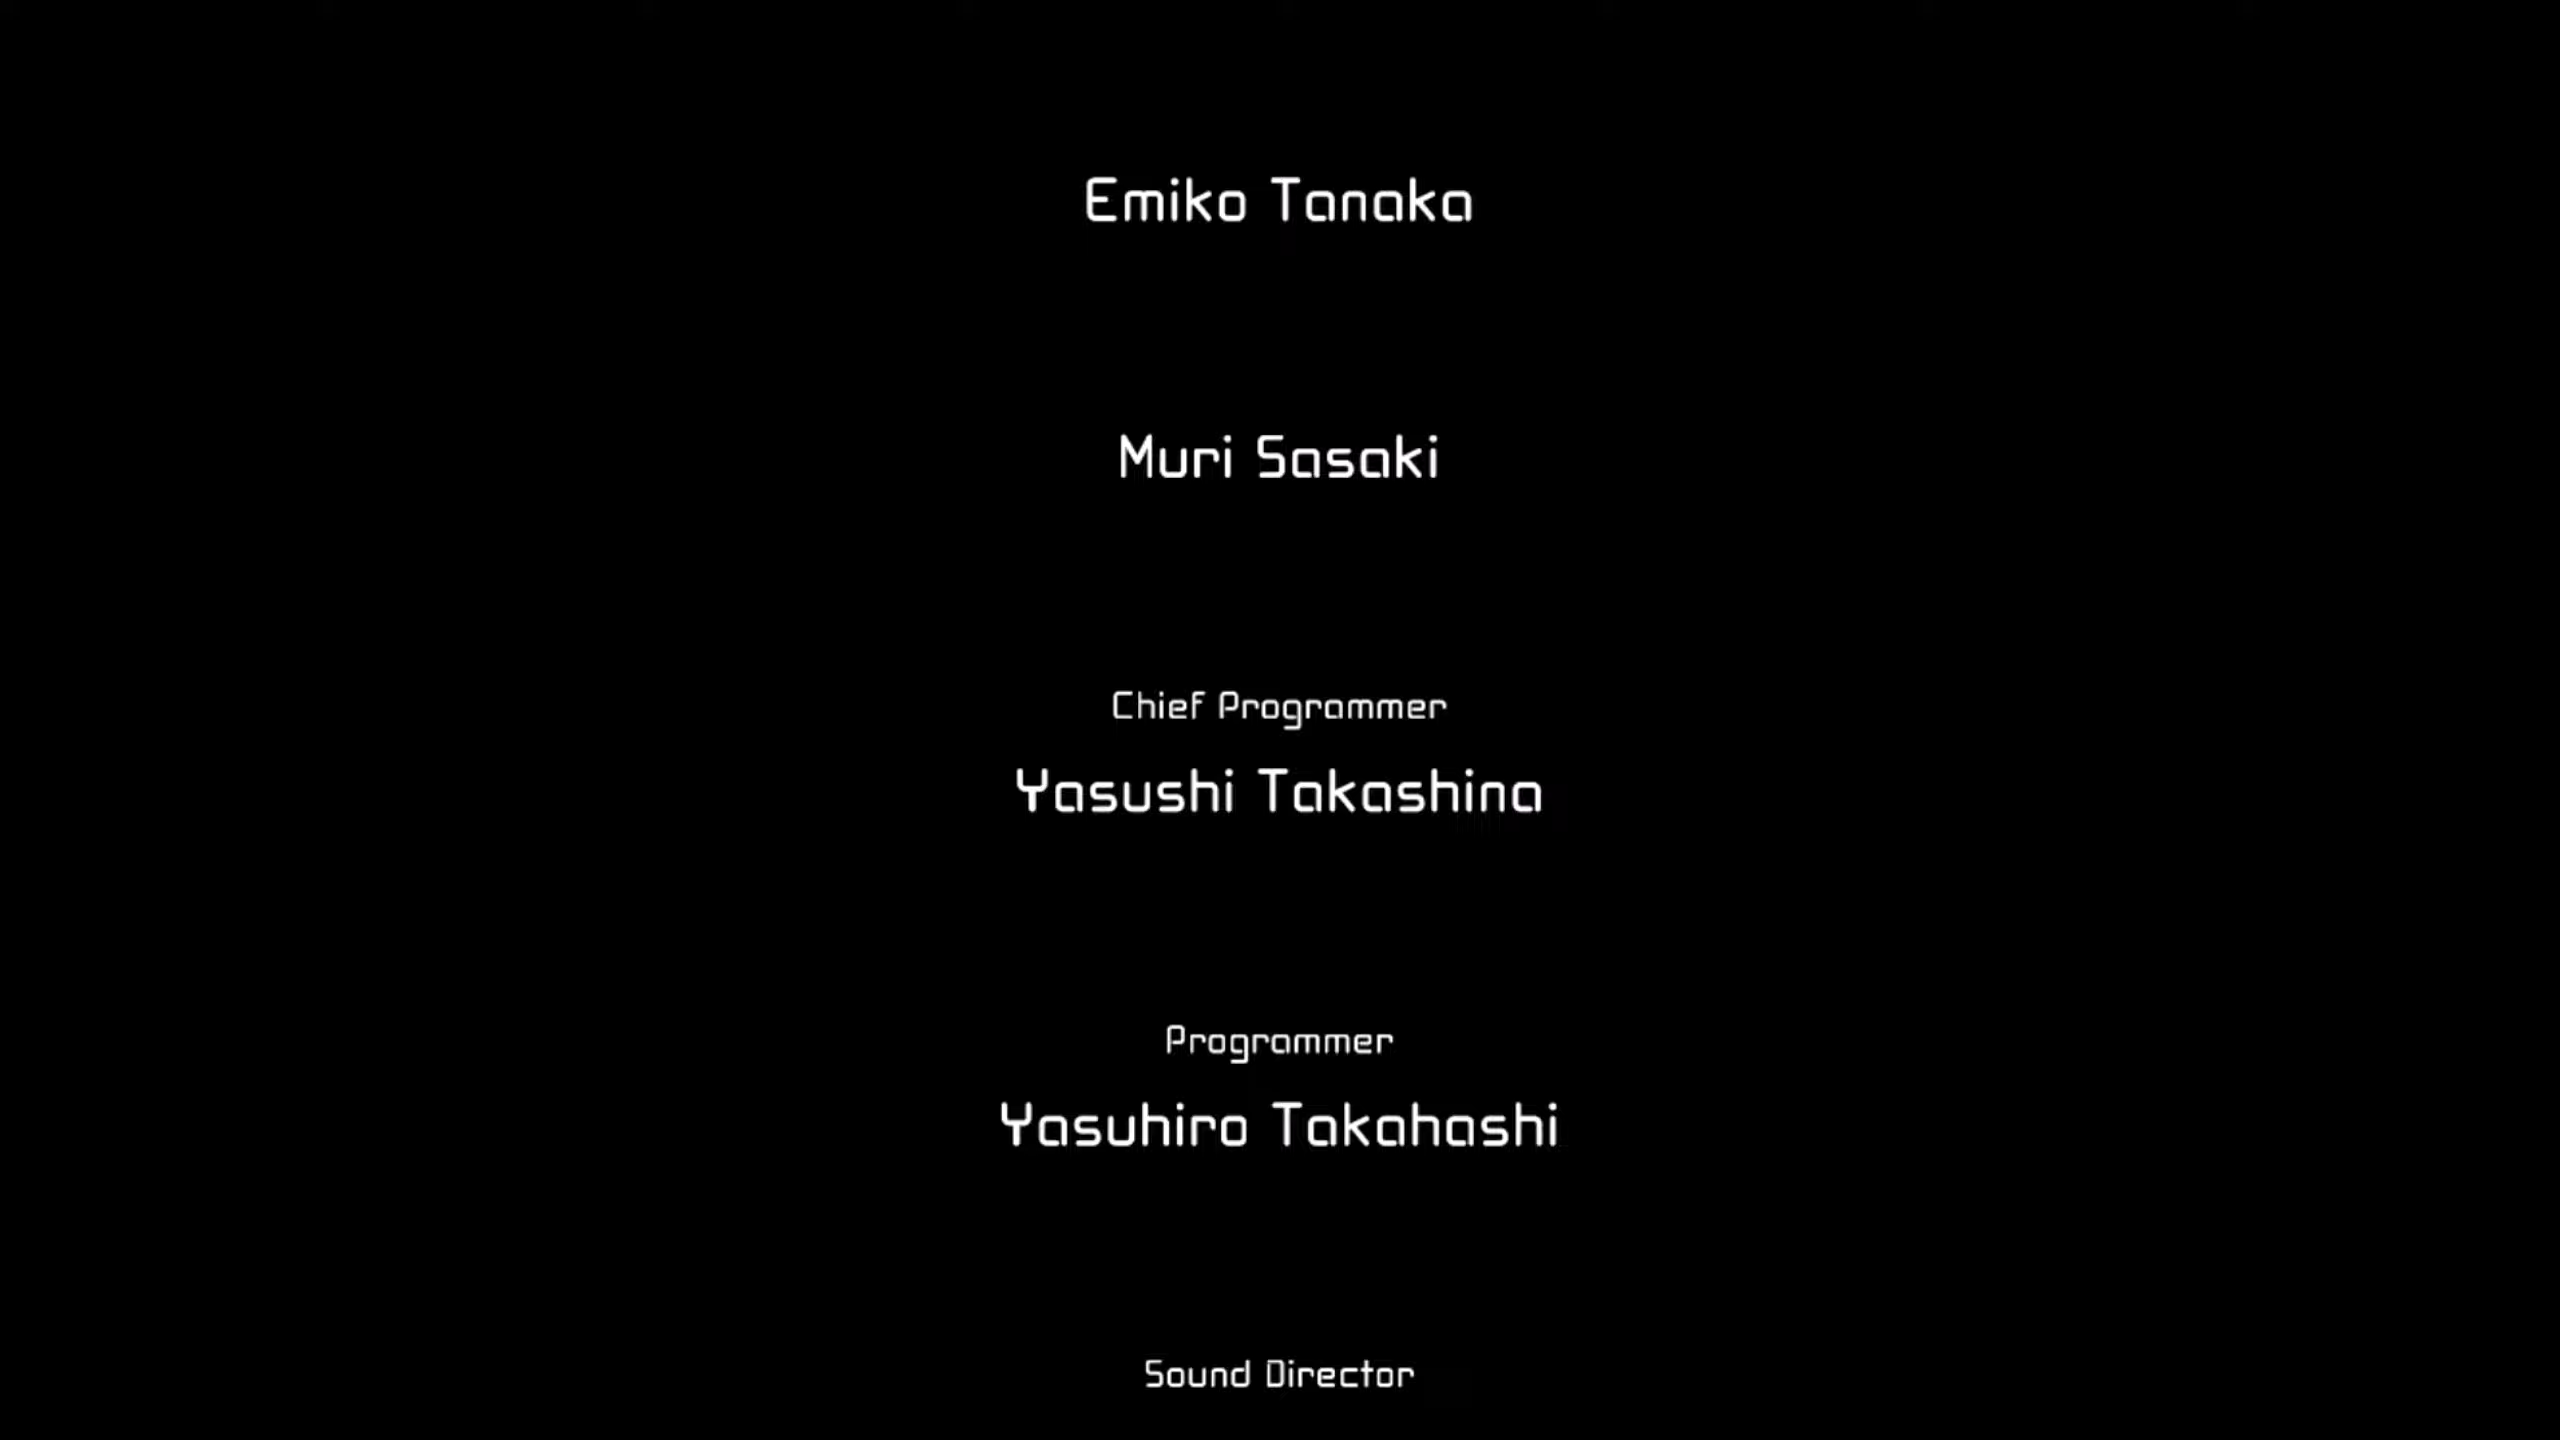 Emiko Tanaka
Muri Sasaki
Chief Programmer
Yasushi Takashina
Programmer
Yasuhiro Takahashi
Sound Director